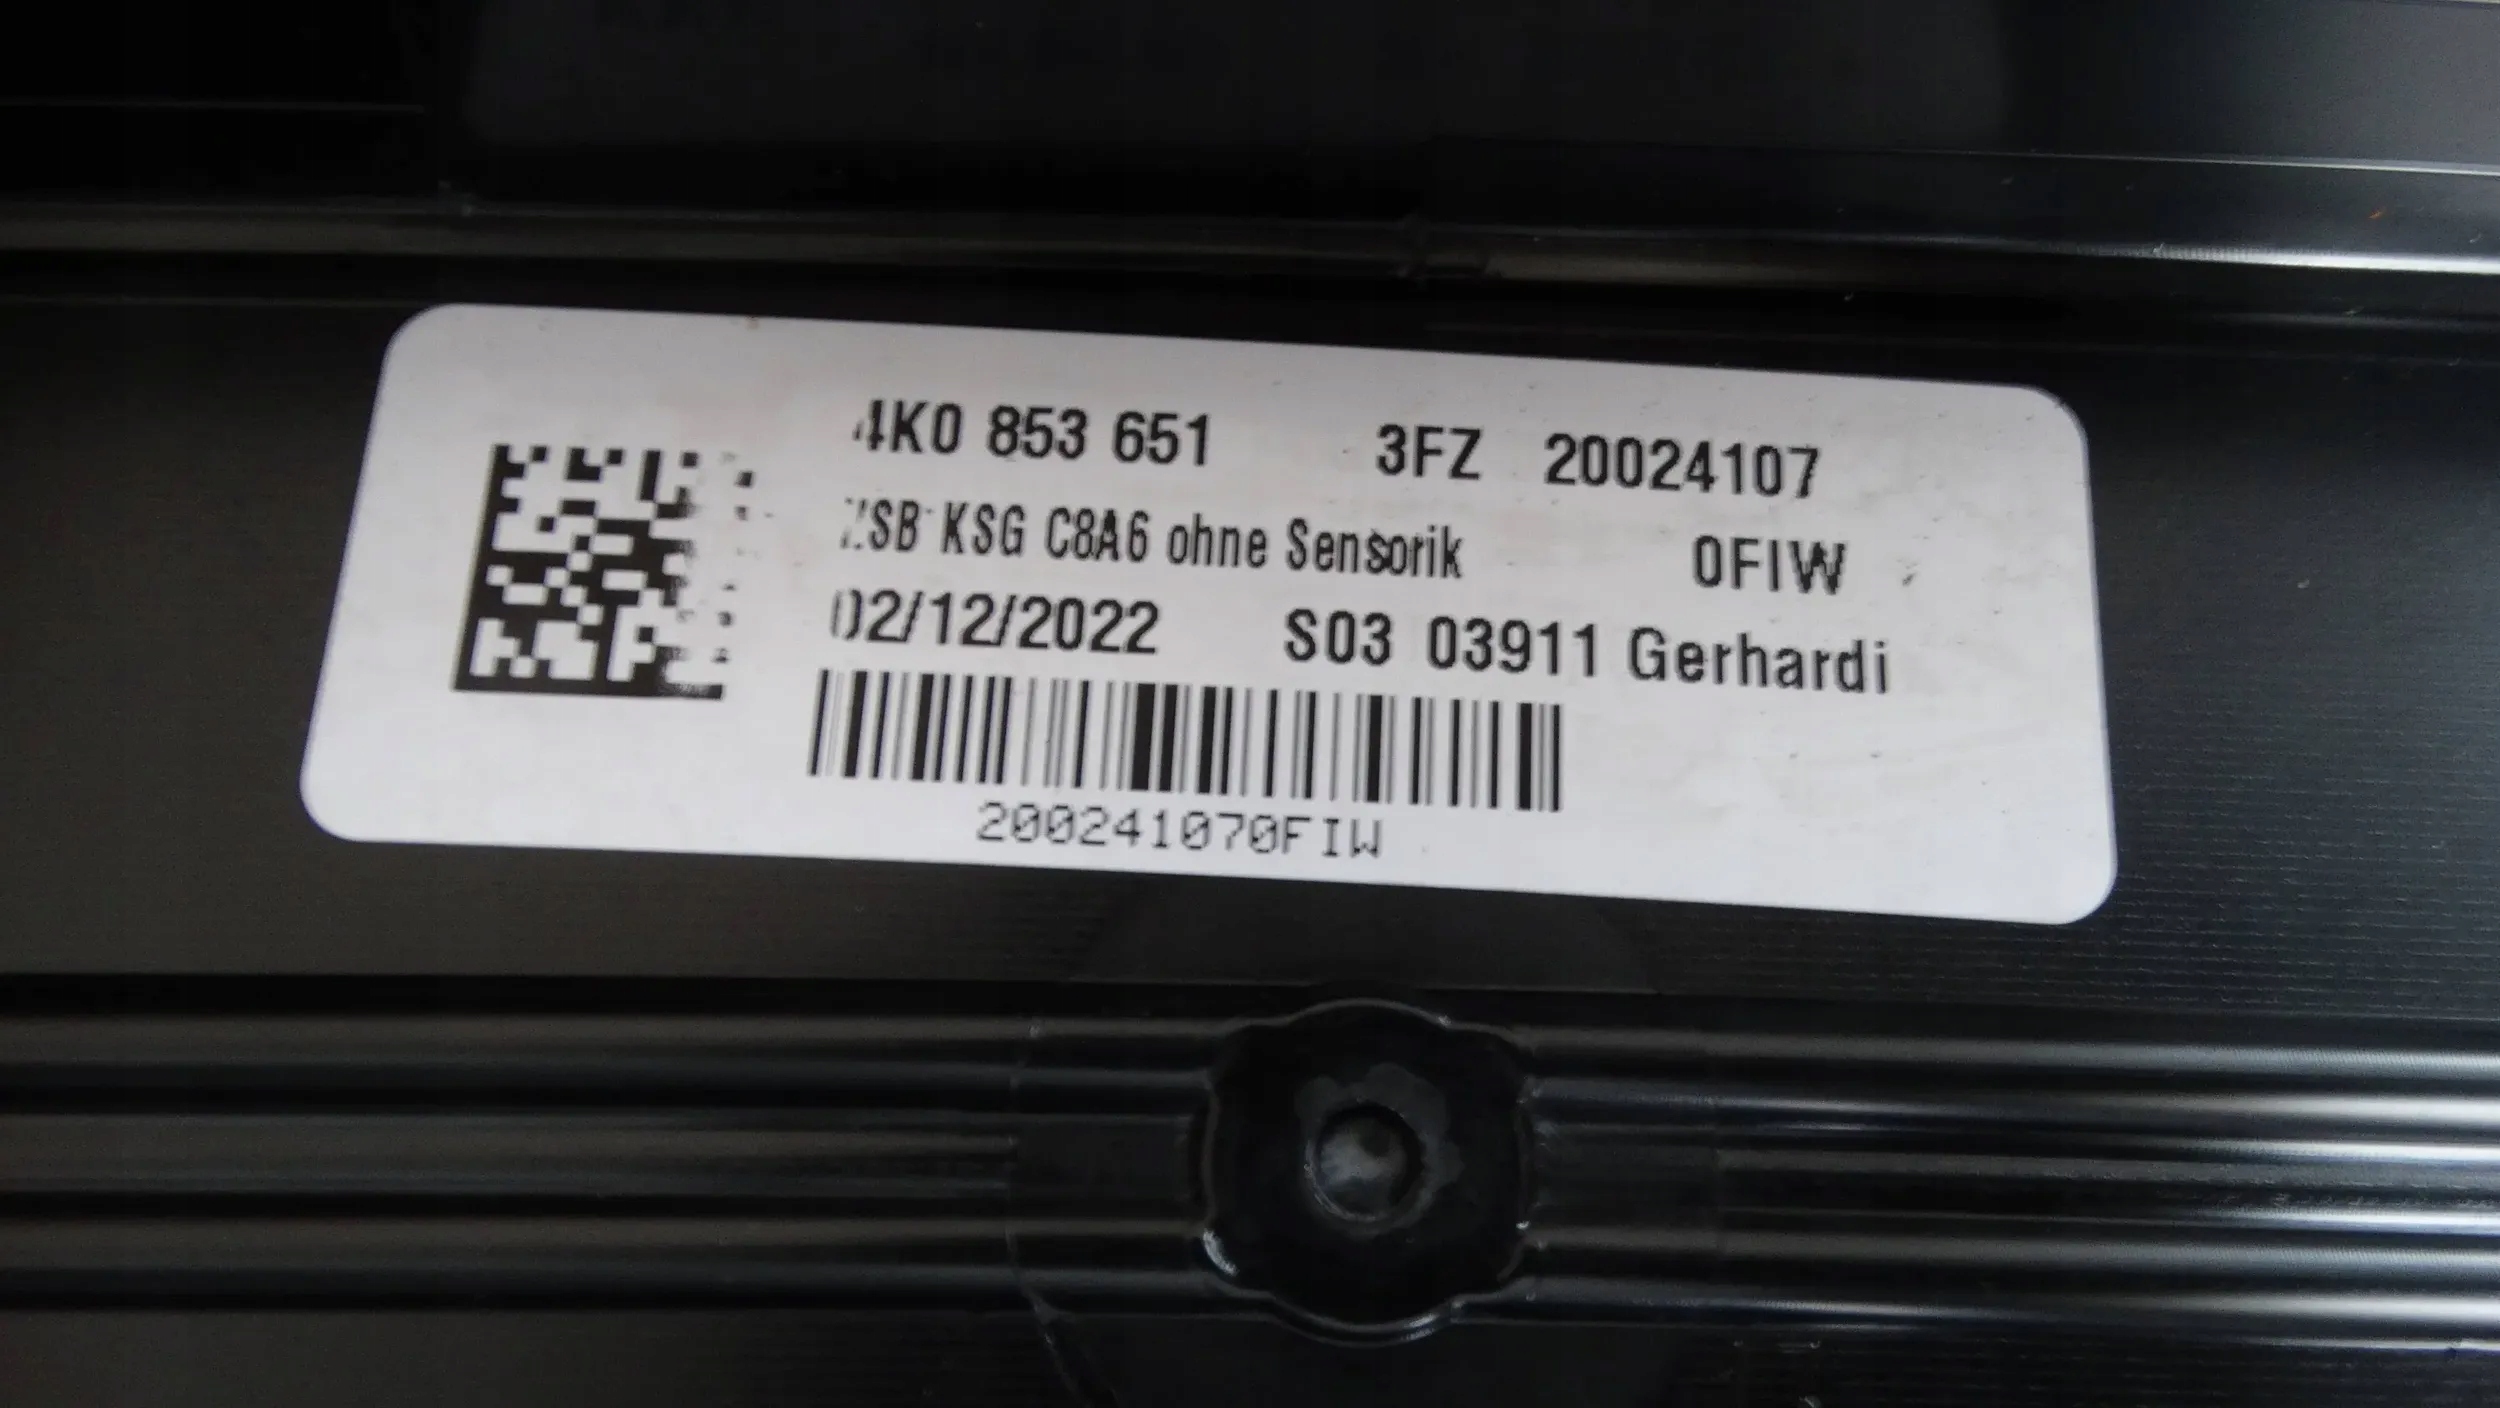 4K0 853 651 3FZ 20024107
ZSB KSG C8A6 ohne Sensorik 0FIW
02/12/2022 S03 03911 Gerhardi
200241070FIW